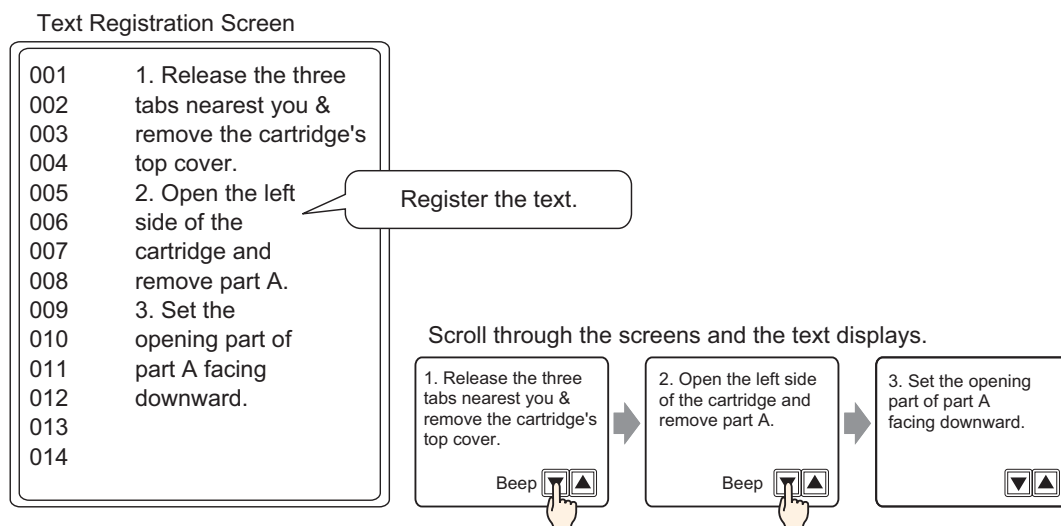 Text Registration Screen
001 1. Release the three
002 tabs nearest you &
003 remove the cartridge's
004 top cover.
005 2. Open the left
006 side of the
007 cartridge and
008 remove part A.
009 3. Set the
010 opening part of
011 part A facing
012 downward.
013
014
Register the text.
Scroll through the screens and the text displays.
1. Release the three
tabs nearest you &
remove the cartridge's
top cover.
Beep
2. Open the left side
of the cartridge and
remove part A.
Beep
3. Set the opening
part of part A
facing downward.